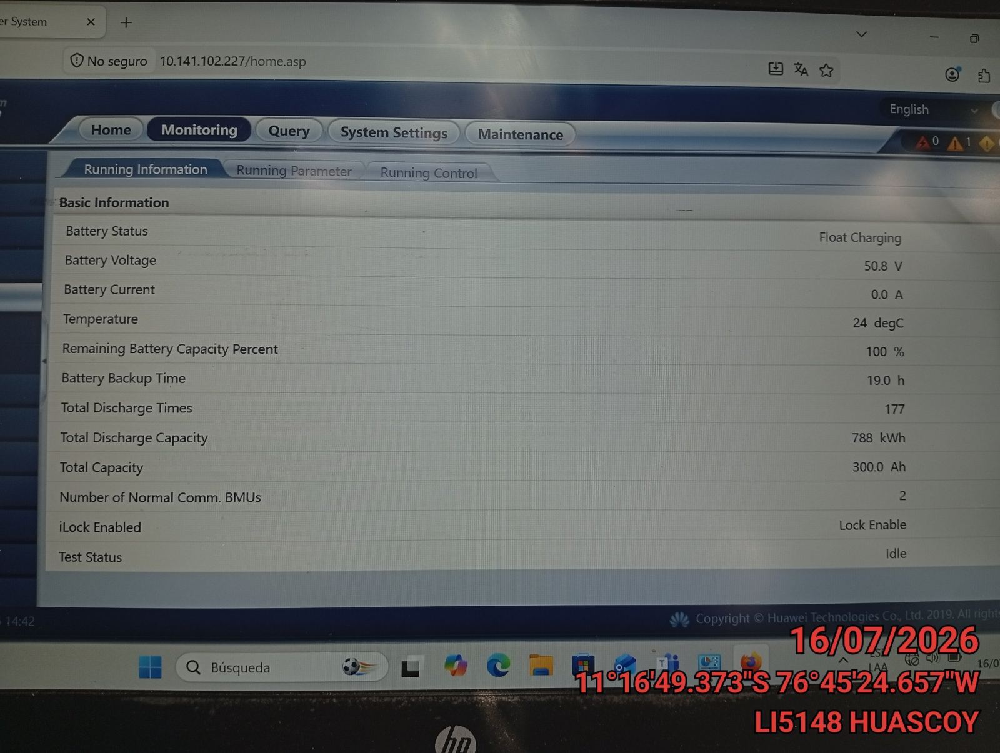 er System
No seguro 10.141.102.227/home.asp
English
Home Monitoring Query System Settings Maintenance
0 1
Running Information Running Parameter Running Control
Basic Information
Battery Status Float Charging
Battery Voltage 50.8 V
Battery Current 0.0 A
Temperature 24 degC
Remaining Battery Capacity Percent 100 %
Battery Backup Time 19.0 h
Total Discharge Times 177
Total Discharge Capacity 788 kWh
Total Capacity 300.0 Ah
Number of Normal Comm. BMUs 2
iLock Enabled Lock Enable
Test Status Idle
14:42
Copyright © Huawei Technologies Co., Ltd. 2019. All rights
16/07/2026
Búsqueda
LAA
16/0
11°16'49.373"S 76°45'24.657"W
LI5148 HUASCOY
hp